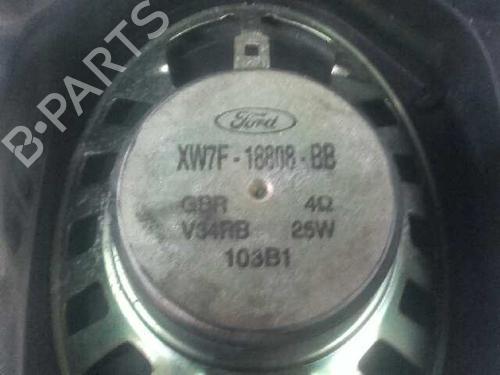 B-PARTS
Ford
XW7F-18808-BB
GBR 4Ω
V34RB 25W
103B1